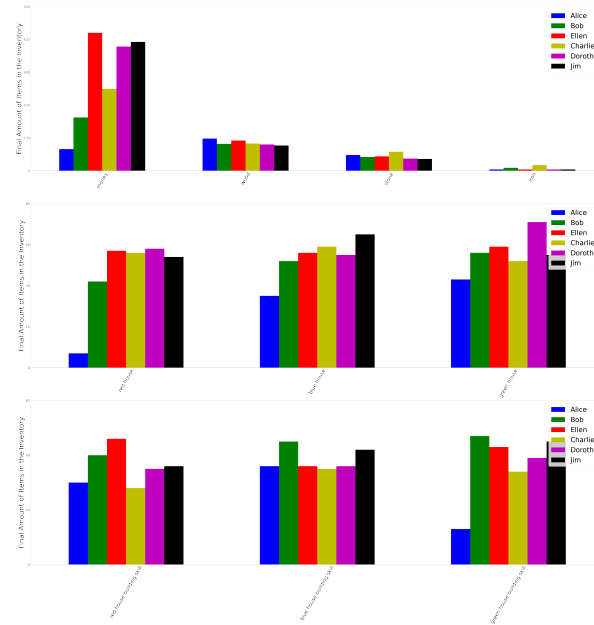 Alice
Bob
Ellen
Charlie
Doroth
Jim
Final Amount of Items in the Inventory
money
wood
stone
iron
Alice
Bob
Ellen
Charlie
Doroth
Jim
Final Amount of Items in the Inventory
red house
blue house
green house
Alice
Bob
Ellen
Charlie
Doroth
Jim
Final Amount of Items in the Inventory
red house building skill
blue house building skill
green house building skill